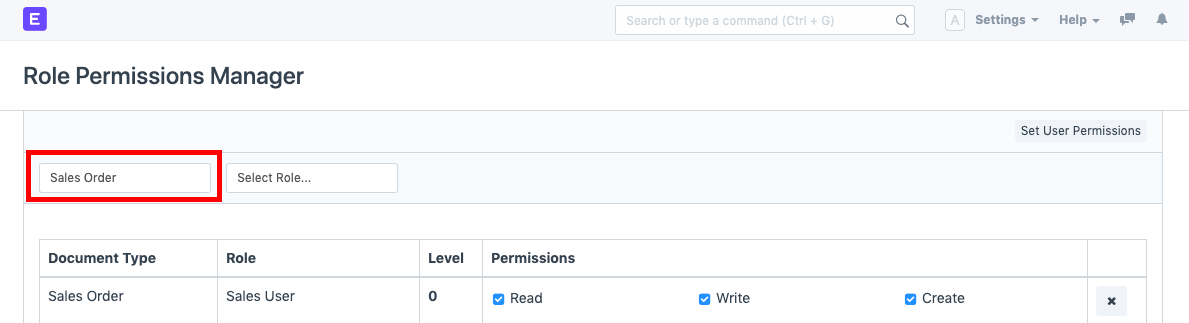 E Search or type a command (Ctrl + G) A Settings Help
Role Permissions Manager
Set User Permissions
Sales Order Select Role...
Document Type Role Level Permissions
Sales Order Sales User 0 Read Write Create